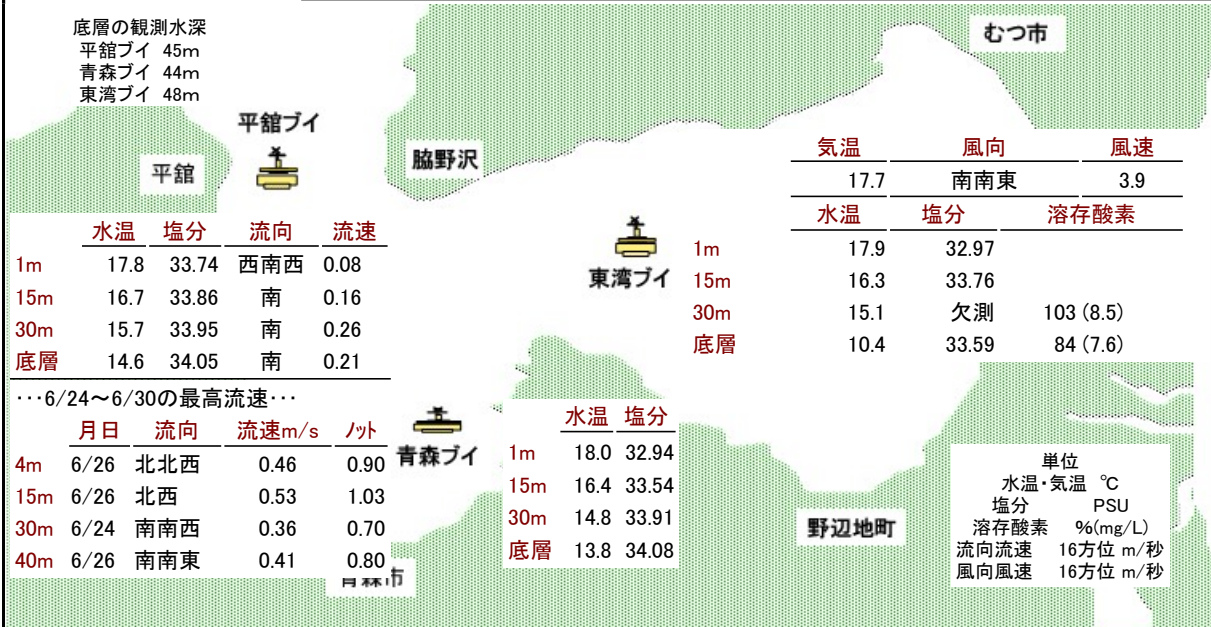 底層の観測水深
平舘ブイ 45m
青森ブイ 44m
東湾ブイ 48m
むつ市
平舘ブイ
平舘
脇野沢
気温 風向 風速
17.7 南南東 3.9
水温 塩分 溶存酸素
1m 17.9 32.97
15m 16.3 33.76
30m 15.1 欠測 103 (8.5)
底層 10.4 33.59 84 (7.6)
東湾ブイ
水温 塩分 流向 流速
1m 17.8 33.74 西南西 0.08
15m 16.7 33.86 南 0.16
30m 15.7 33.95 南 0.26
底層 14.6 34.05 南 0.21
･･･6/24～6/30の最高流速･･･
月日 流向 流速m/s ノット
4m 6/26 北北西 0.46 0.90
15m 6/26 北西 0.53 1.03
30m 6/24 南南西 0.36 0.70
40m 6/26 南南東 0.41 0.80
青森ブイ
水温 塩分
1m 18.0 32.94
15m 16.4 33.54
30m 14.8 33.91
底層 13.8 34.08
青森市
野辺地町
単位
水温・気温 ℃
塩分 PSU
溶存酸素 %(mg/L)
流向流速 16方位 m/秒
風向風速 16方位 m/秒